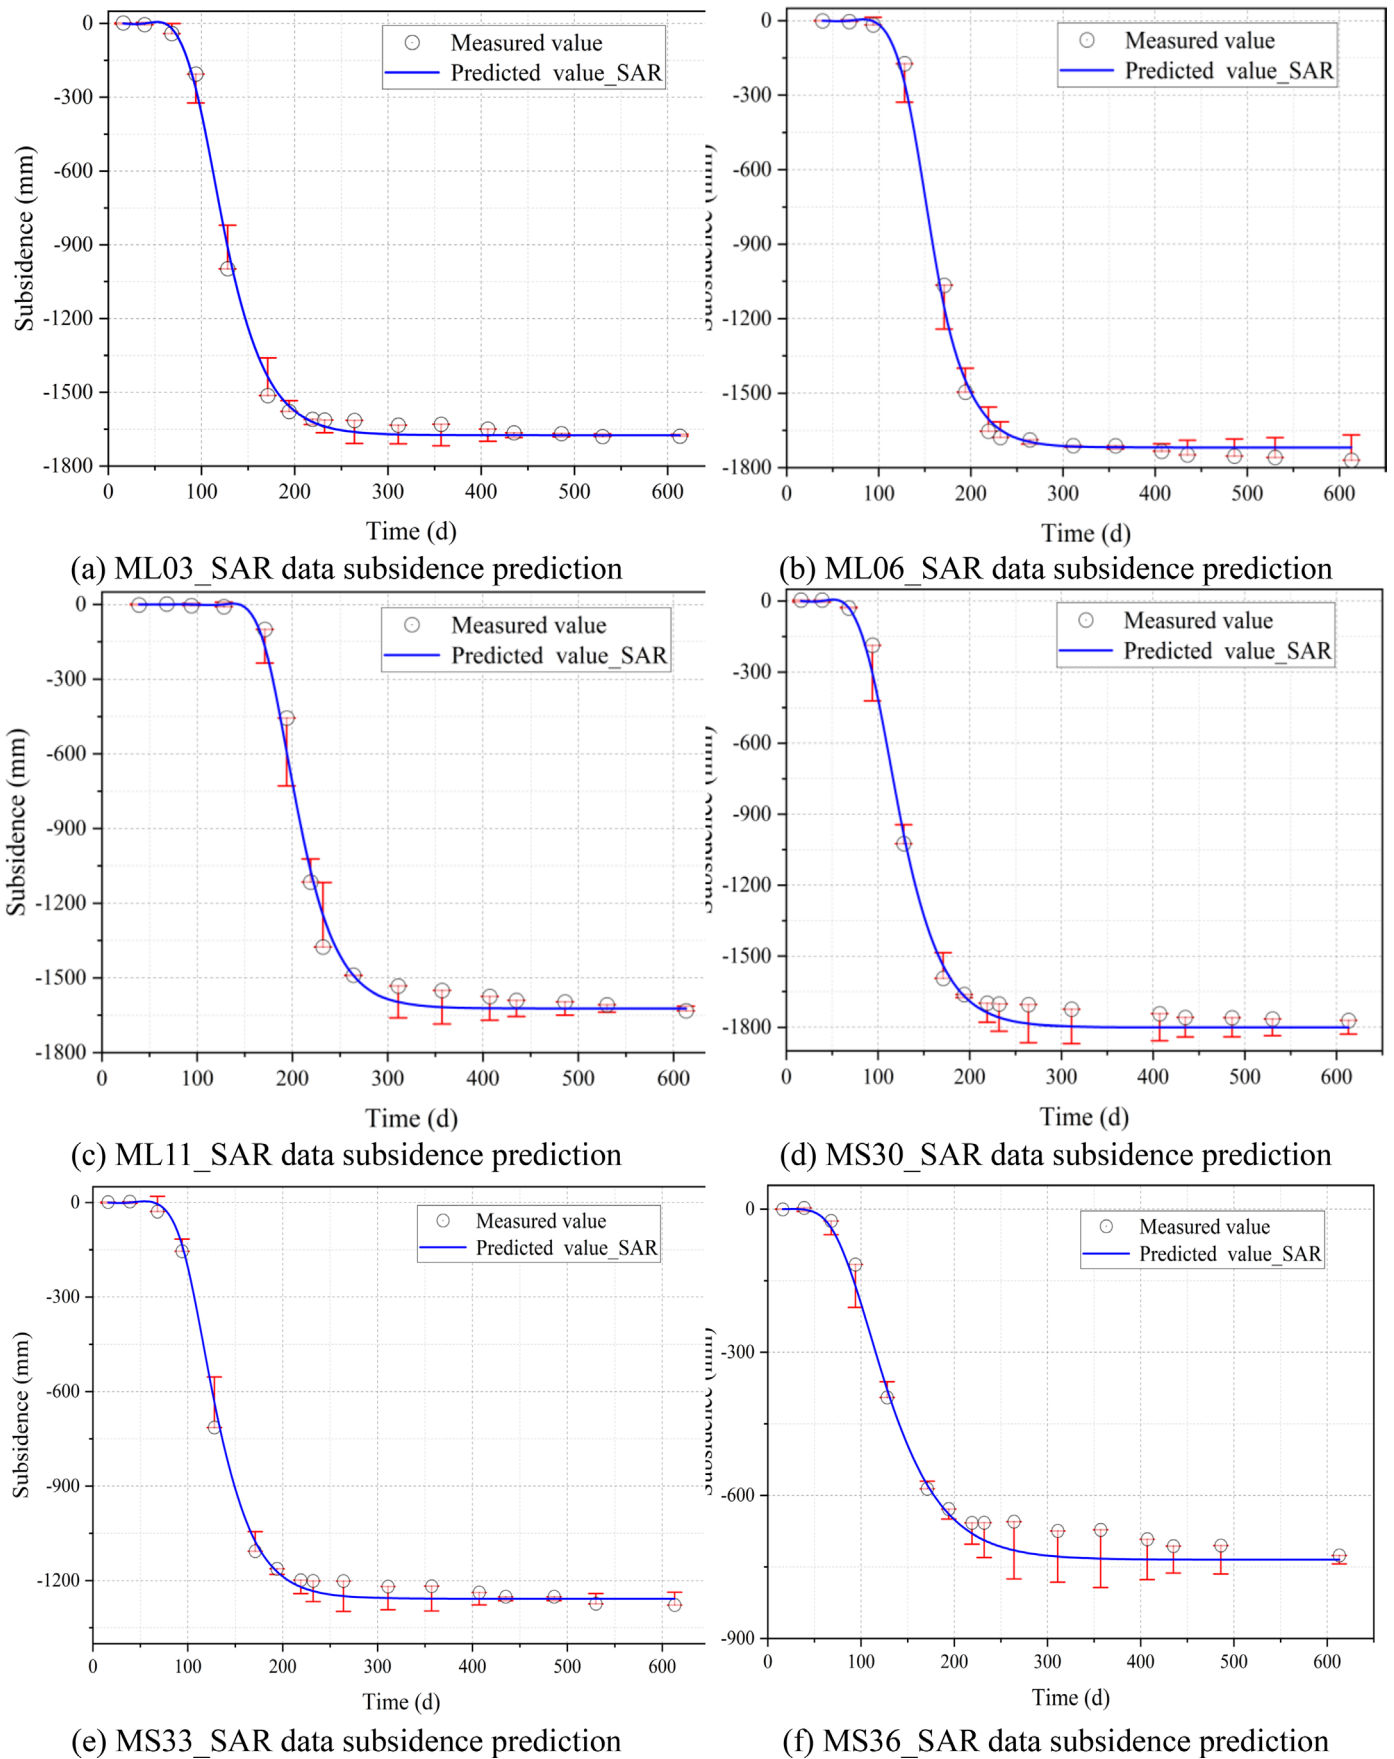 0
-300
-600
-900
-1200
-1500
-1800
Subsidence (mm)
Measured value
Predicted value_SAR
0 100 200 300 400 500 600
Time (d)
(a) ML03_SAR data subsidence prediction
0
-300
-600
-900
-1200
-1500
-1800
Subsidence (mm)
Measured value
Predicted value_SAR
0 100 200 300 400 500 600
Time (d)
(b) ML06_SAR data subsidence prediction
0
-300
-600
-900
-1200
-1500
-1800
Subsidence (mm)
Measured value
Predicted value_SAR
0 100 200 300 400 500 600
Time (d)
(c) ML11_SAR data subsidence prediction
0
-300
-600
-900
-1200
-1500
-1800
Subsidence (mm)
Measured value
Predicted value_SAR
0 100 200 300 400 500 600
Time (d)
(d) MS30_SAR data subsidence prediction
0
-300
-600
-900
-1200
Subsidence (mm)
Measured value
Predicted value_SAR
0 100 200 300 400 500 600
Time (d)
(e) MS33_SAR data subsidence prediction
0
-300
-600
-900
Subsidence (mm)
Measured value
Predicted value_SAR
0 100 200 300 400 500 600
Time (d)
(f) MS36_SAR data subsidence prediction